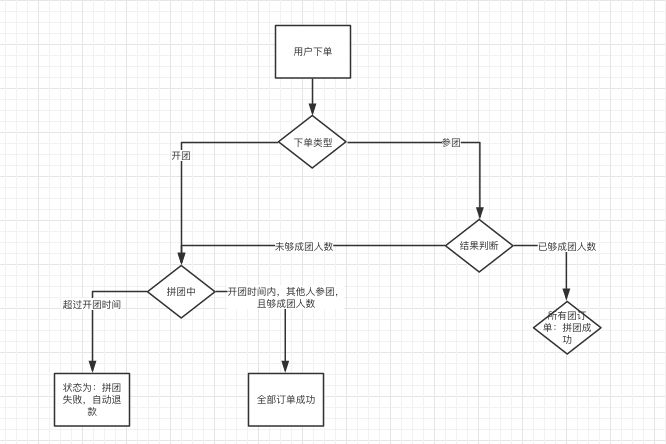 用户下单
下单类型
开团
参团
未够成团人数
结果判断
已够成团人数
拼团中
开团时间内，其他人参团，
且够成团人数
超过开团时间
所有团订
单：拼团成
功
状态为：拼团
失败，自动退
款
全部订单成功